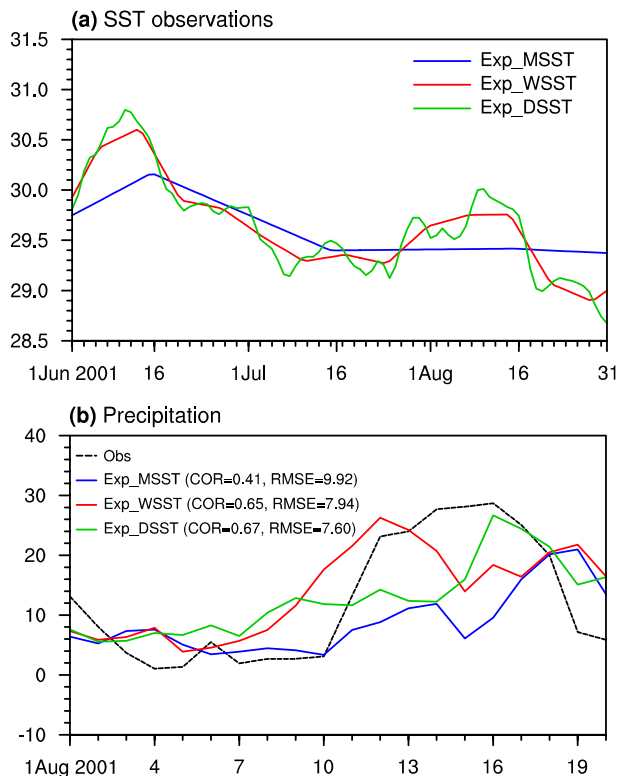 (a) SST observations
31.5
31.0
30.5
30.0
29.5
29.0
28.5
Exp_MSST
Exp_WSST
Exp_DSST
1Jun 2001 16 1Jul 16 1Aug 16 31
(b) Precipitation
40
30
20
10
0
-10
Obs
Exp_MSST (COR=0.41, RMSE=9.92)
Exp_WSST (COR=0.65, RMSE=7.94)
Exp_DSST (COR=0.67, RMSE=7.60)
1Aug 2001 4 7 10 13 16 19